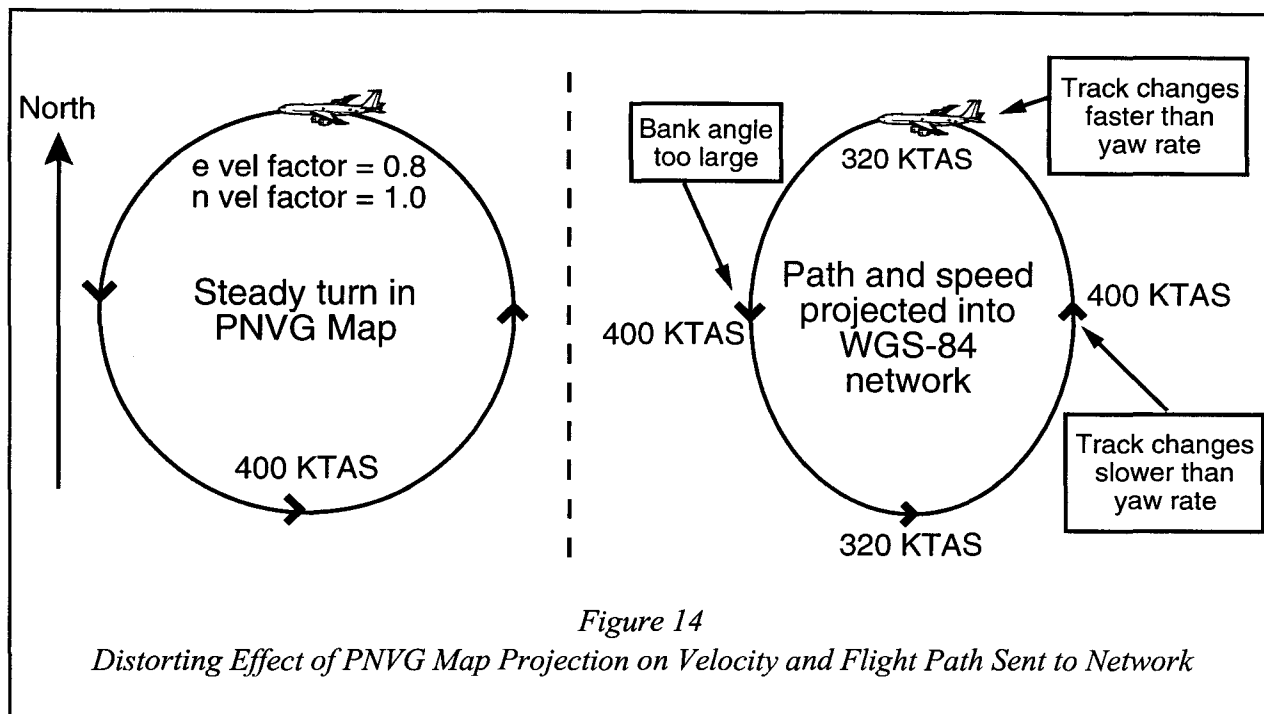 North
e vel factor = 0.8
n vel factor = 1.0
Steady turn in
PNVG Map
400 KTAS
Bank angle
too large
320 KTAS
Track changes
faster than
yaw rate
400 KTAS
Path and speed
projected into
WGS-84
network
400 KTAS
Track changes
slower than
yaw rate
320 KTAS
Figure 14
Distorting Effect of PNVG Map Projection on Velocity and Flight Path Sent to Network